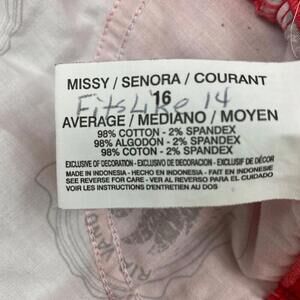 MISSY / SENORA / COURANT
16
Fits Like 14
AVERAGE / MEDIANO / MOYEN
98% COTTON - 2% SPANDEX
98% ALGODÓN - 2% SPANDEX
98% COTON - 2% SPANDEX
EXCLUSIVE OF DECORATION - EXCLUSIVO DE DECORACION - EXCLUSIF DE DÉCOR
MADE IN INDONESIA - HECHO EN INDONESIA - FAIT EN INDONESIE
SEE REVERSE FOR CARE - VER AL REVERSO PARA EL CUIDADO
VOIR LES INSTRUCTIONS D'ENTRETIEN AU DOS